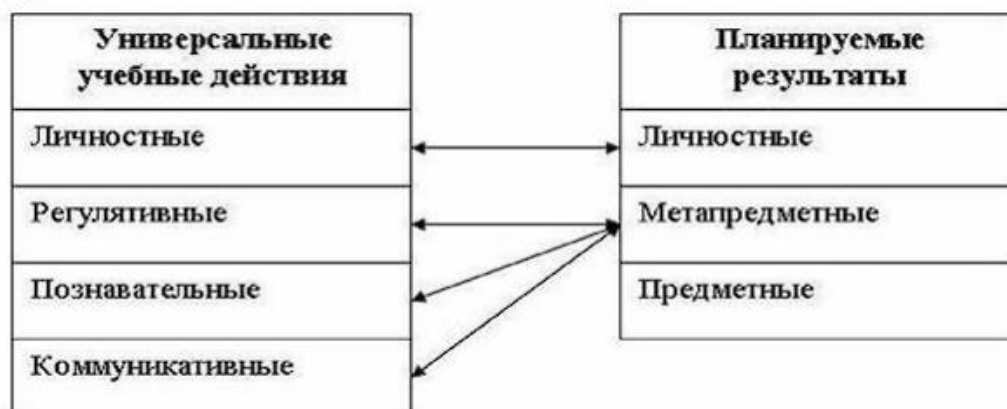 Универсальные
учебные действия
Личностные
Регулятивные
Познавательные
Коммуникативные
Планируемые
результаты
Личностные
Метапредметные
Предметные